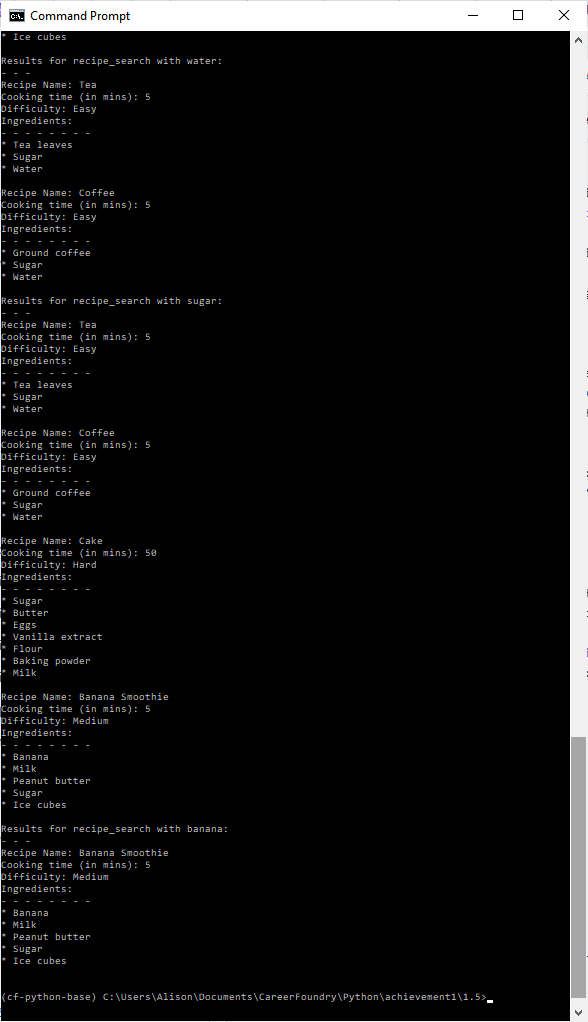 Command Prompt
* Ice cubes
Results for recipe_search with water:
- - -
Recipe Name: Tea
Cooking time (in mins): 5
Difficulty: Easy
Ingredients:
- - - - - - - -
* Tea leaves
* Sugar
* Water
Recipe Name: Coffee
Cooking time (in mins): 5
Difficulty: Easy
Ingredients:
- - - - - - - -
* Ground coffee
* Sugar
* Water
Results for recipe_search with sugar:
- - -
Recipe Name: Tea
Cooking time (in mins): 5
Difficulty: Easy
Ingredients:
- - - - - - - -
* Tea leaves
* Sugar
* Water
Recipe Name: Coffee
Cooking time (in mins): 5
Difficulty: Easy
Ingredients:
- - - - - - - -
* Ground coffee
* Sugar
* Water
Recipe Name: Cake
Cooking time (in mins): 50
Difficulty: Hard
Ingredients:
- - - - - - - -
* Sugar
* Butter
* Eggs
* Vanilla extract
* Flour
* Baking powder
* Milk
Recipe Name: Banana Smoothie
Cooking time (in mins): 5
Difficulty: Medium
Ingredients:
- - - - - - - -
* Banana
* Milk
* Peanut butter
* Sugar
* Ice cubes
Results for recipe_search with banana:
- - -
Recipe Name: Banana Smoothie
Cooking time (in mins): 5
Difficulty: Medium
Ingredients:
- - - - - - - -
* Banana
* Milk
* Peanut butter
* Sugar
* Ice cubes
(cf-python-base) C:\Users\Alison\Documents\CareerFoundry\Python\achievement1\1.5>